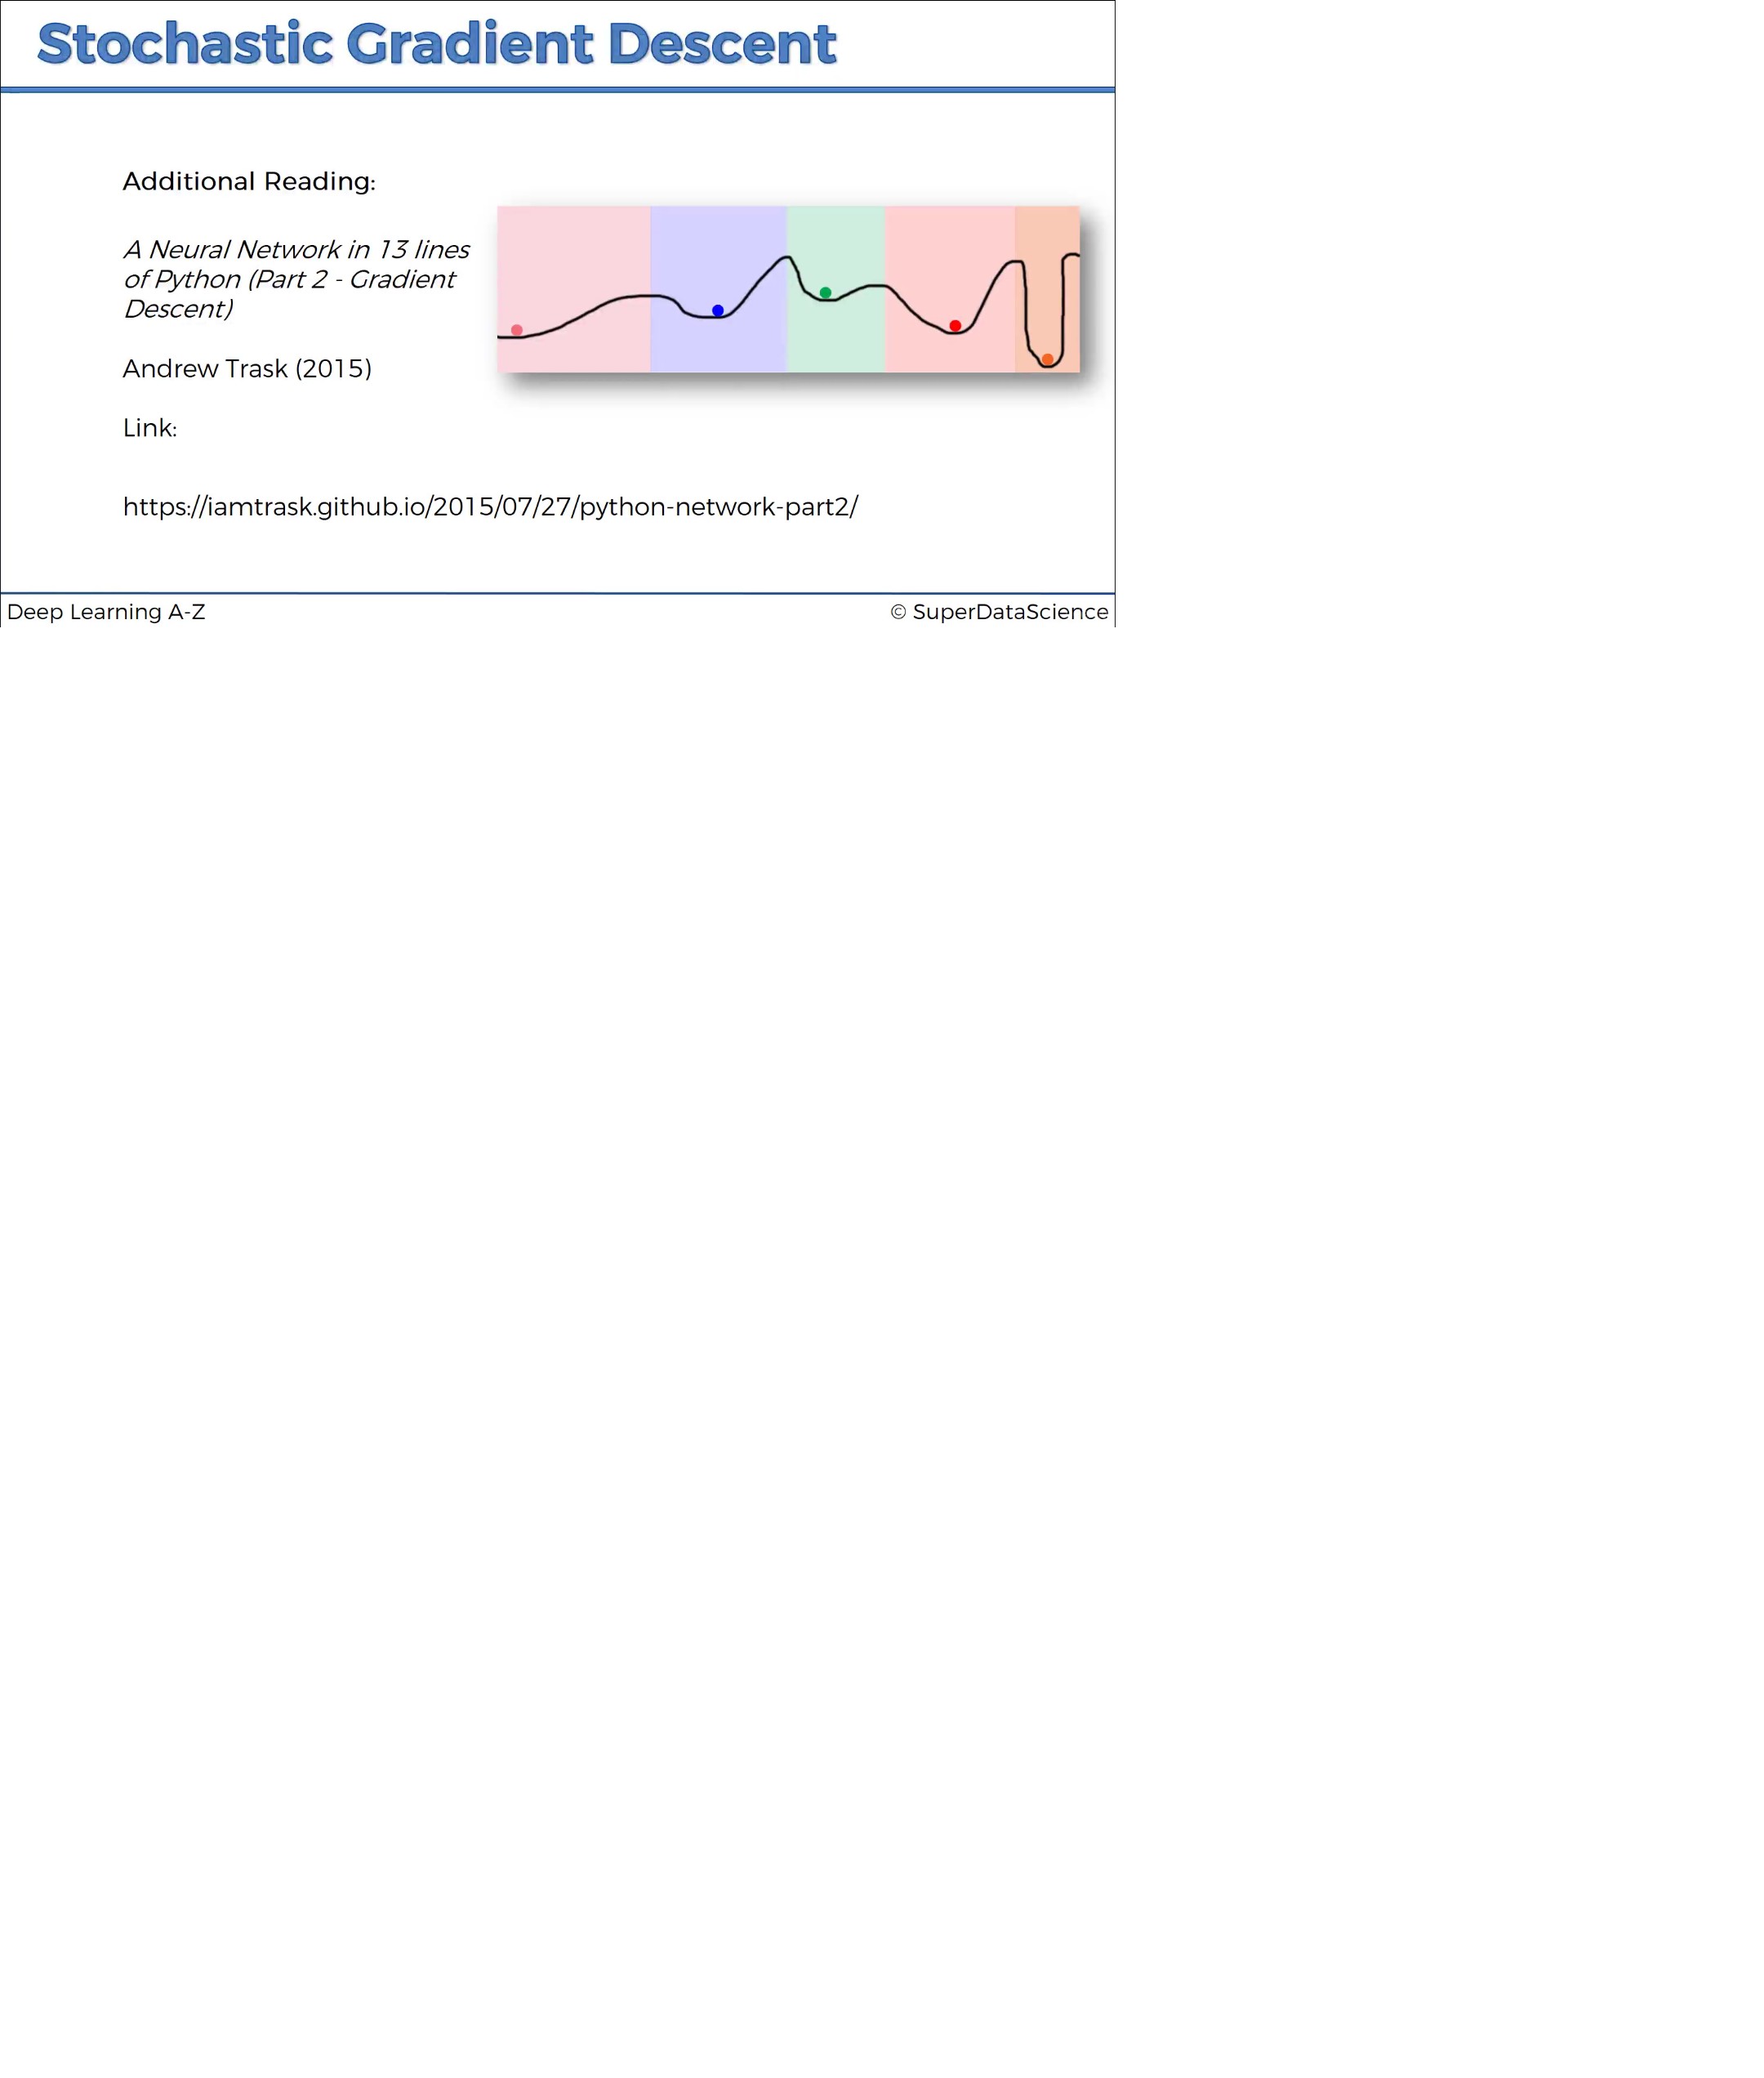 Stochastic Gradient Descent
Additional Reading:
A Neural Network in 13 lines
of Python (Part 2 - Gradient
Descent)
Andrew Trask (2015)
Link:
https://iamtrask.github.io/2015/07/27/python-network-part2/
Deep Learning A-Z
© SuperDataScience